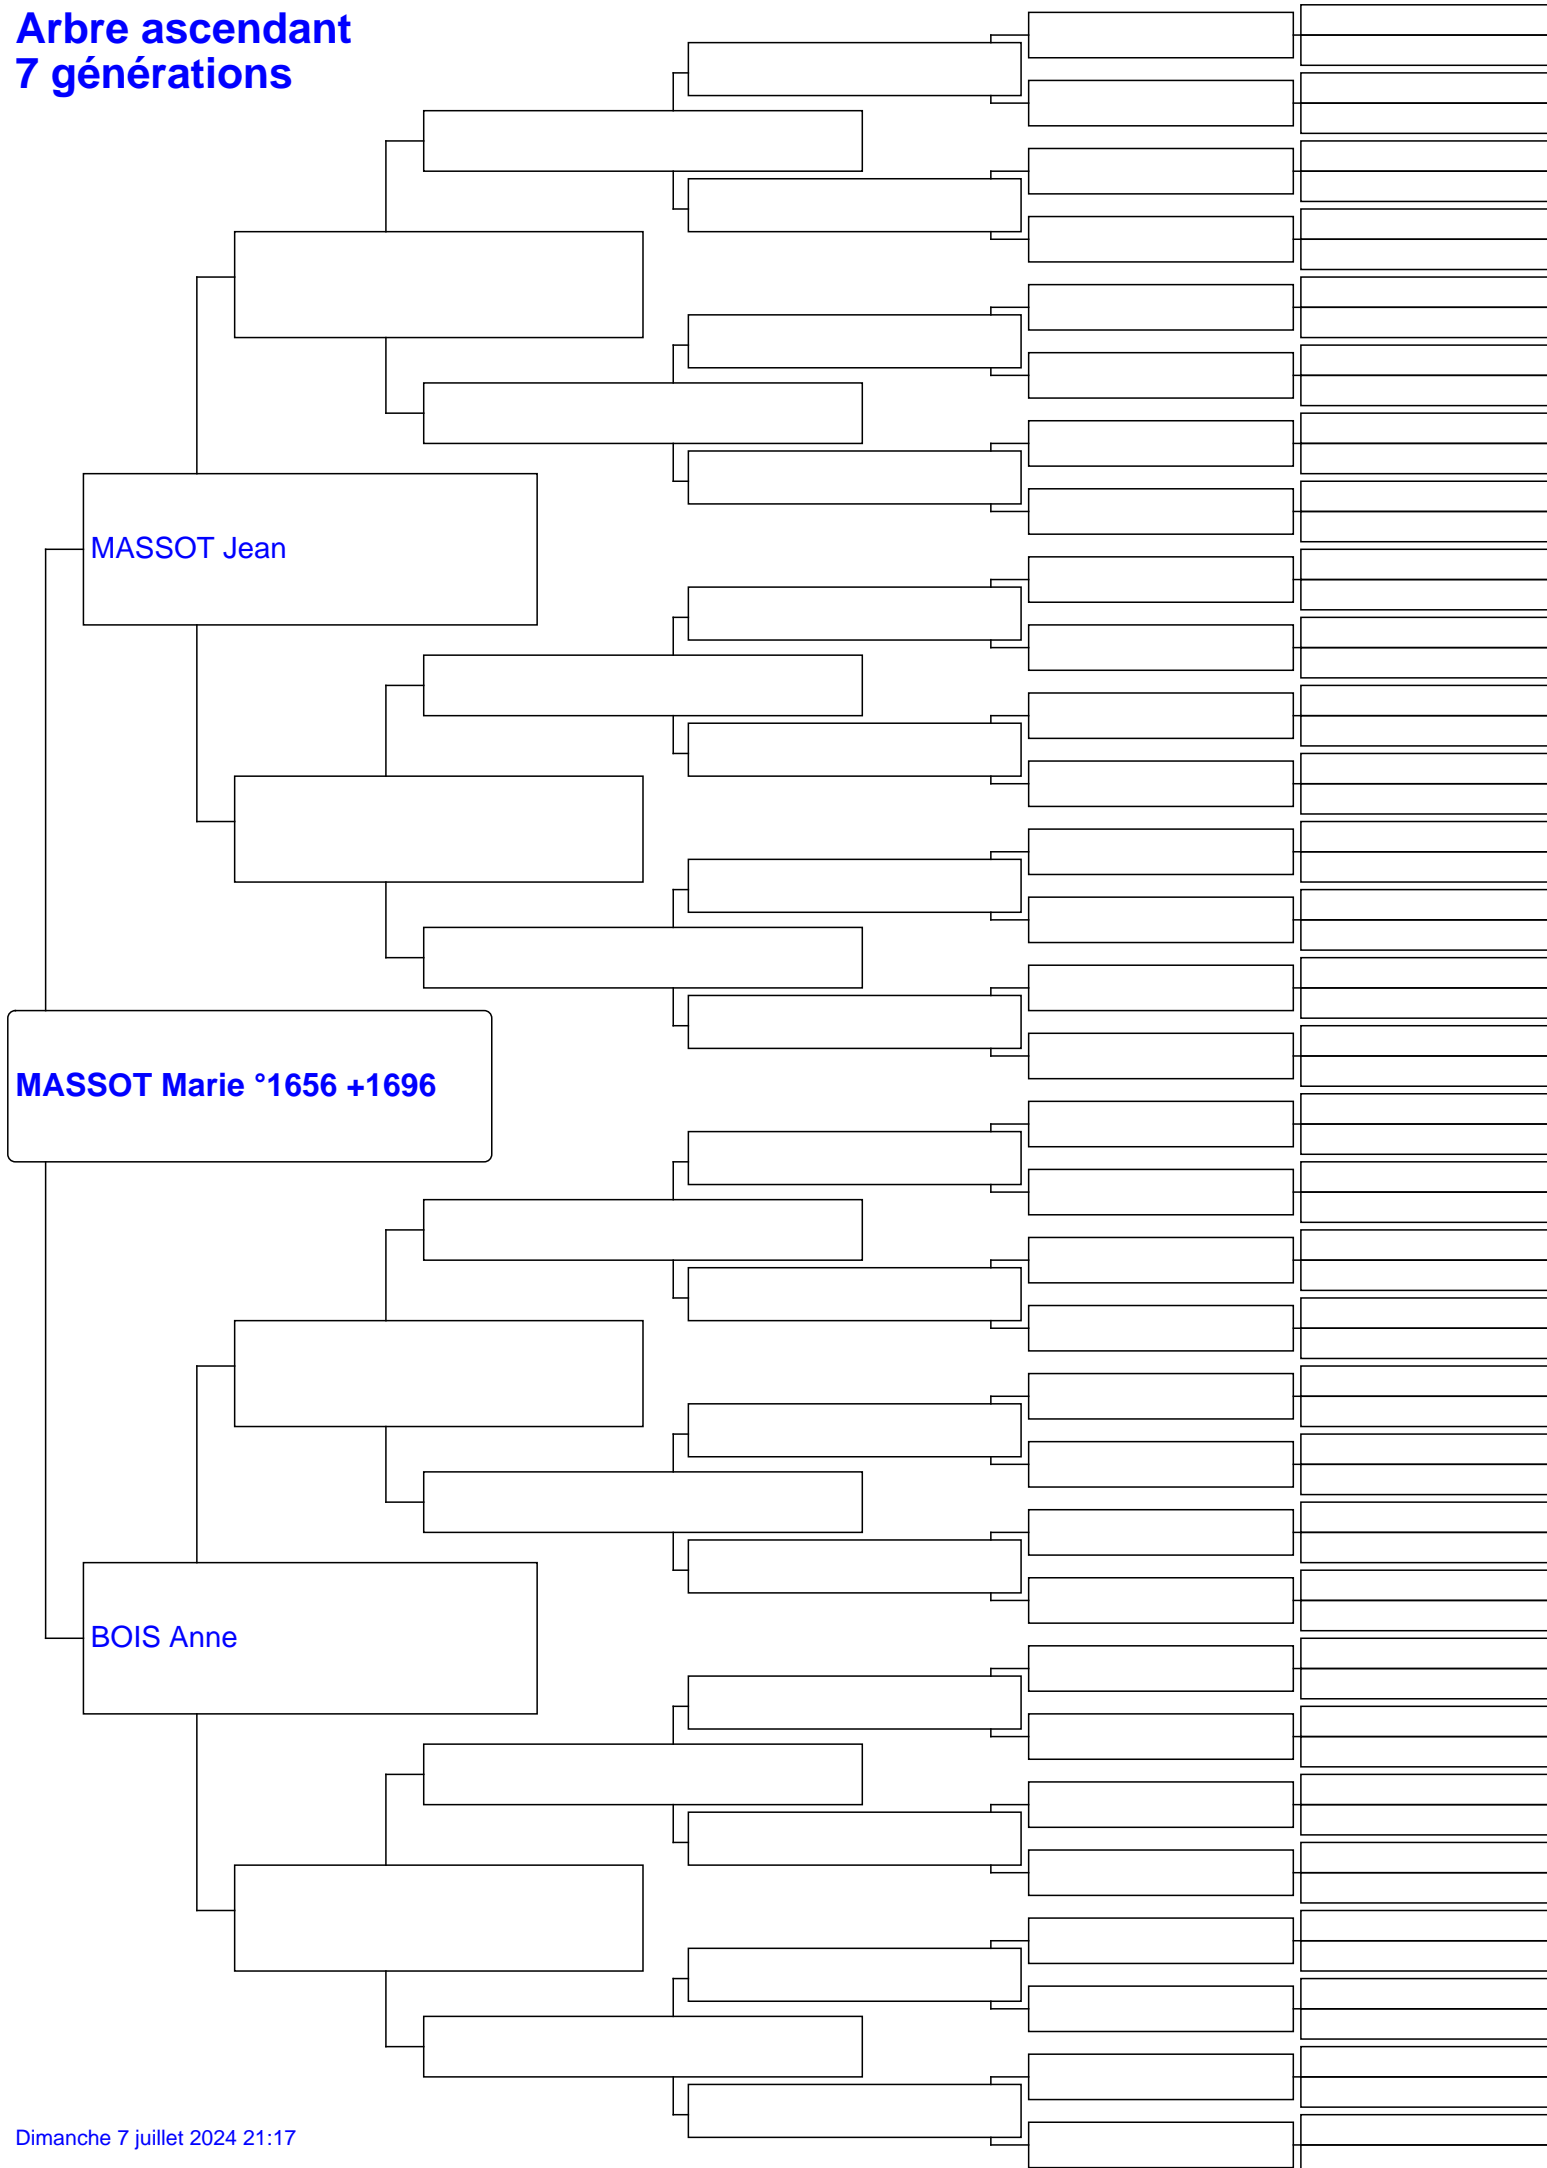 Arbre ascendant
7 générations
MASSOT Jean
MASSOT Marie °1656 +1696
BOIS Anne
Dimanche 7 juillet 2024 21:17